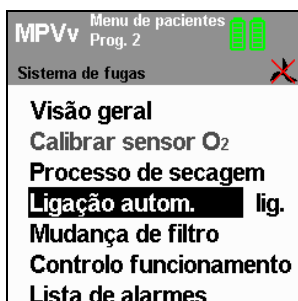 MPVv Menu de pacientes
Prog. 2
Sistema de fugas
Visão geral
Calibrar sensor O₂
Processo de secagem
Ligação autom. lig.
Mudança de filtro
Controlo funcionamento
Lista de alarmes